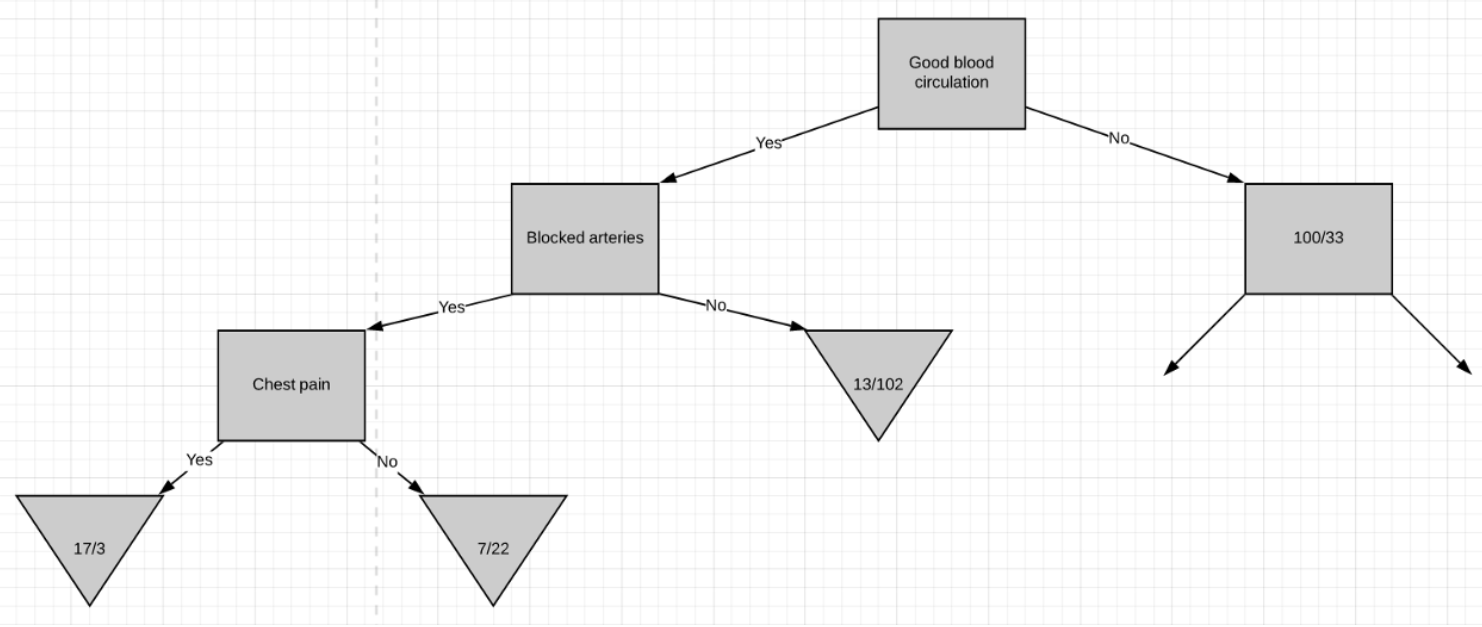 Good blood
circulation
Yes
No
Blocked arteries
100/33
Yes
No
Chest pain
13/102
Yes
No
17/3
7/22